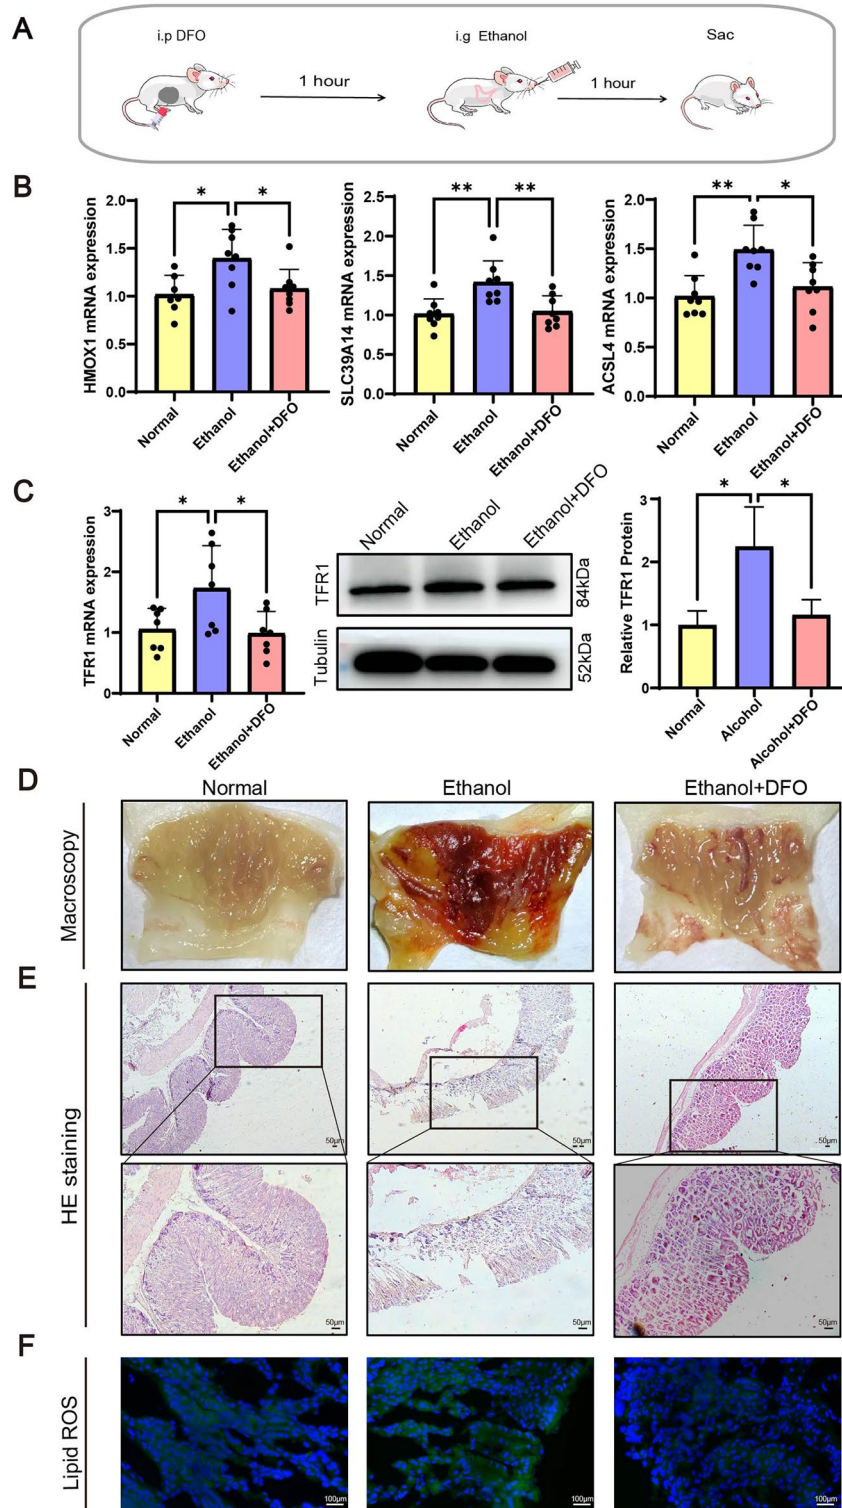 A
i.p DFO
i.g Ethanol
Sac
1 hour
1 hour
B
HMOX1 mRNA expression
2.0
1.5
1.0
0.5
0.0
* *
Normal
Ethanol
Ethanol+DFO
SLC39A14 mRNA expression
2.5
2.0
1.5
1.0
0.5
0.0
** **
Normal
Ethanol
Ethanol+DFO
ACSL4 mRNA expression
2.0
1.5
1.0
0.5
0.0
** *
Normal
Ethanol
Ethanol+DFO
C
TFR1 mRNA expression
3
2
1
0
* *
Normal
Ethanol
Ethanol+DFO
Normal
Ethanol
Ethanol+DFO
TFR1
84kDa
Tubulin
52kDa
Relative TFR1 Protein
3
2
1
0
* *
Normal
Alcohol
Alcohol+DFO
D
Normal
Ethanol
Ethanol+DFO
Macroscopy
E
HE staining
50μm
50μm
50μm
50μm
50μm
50μm
F
Lipid ROS
100μm
100μm
100μm